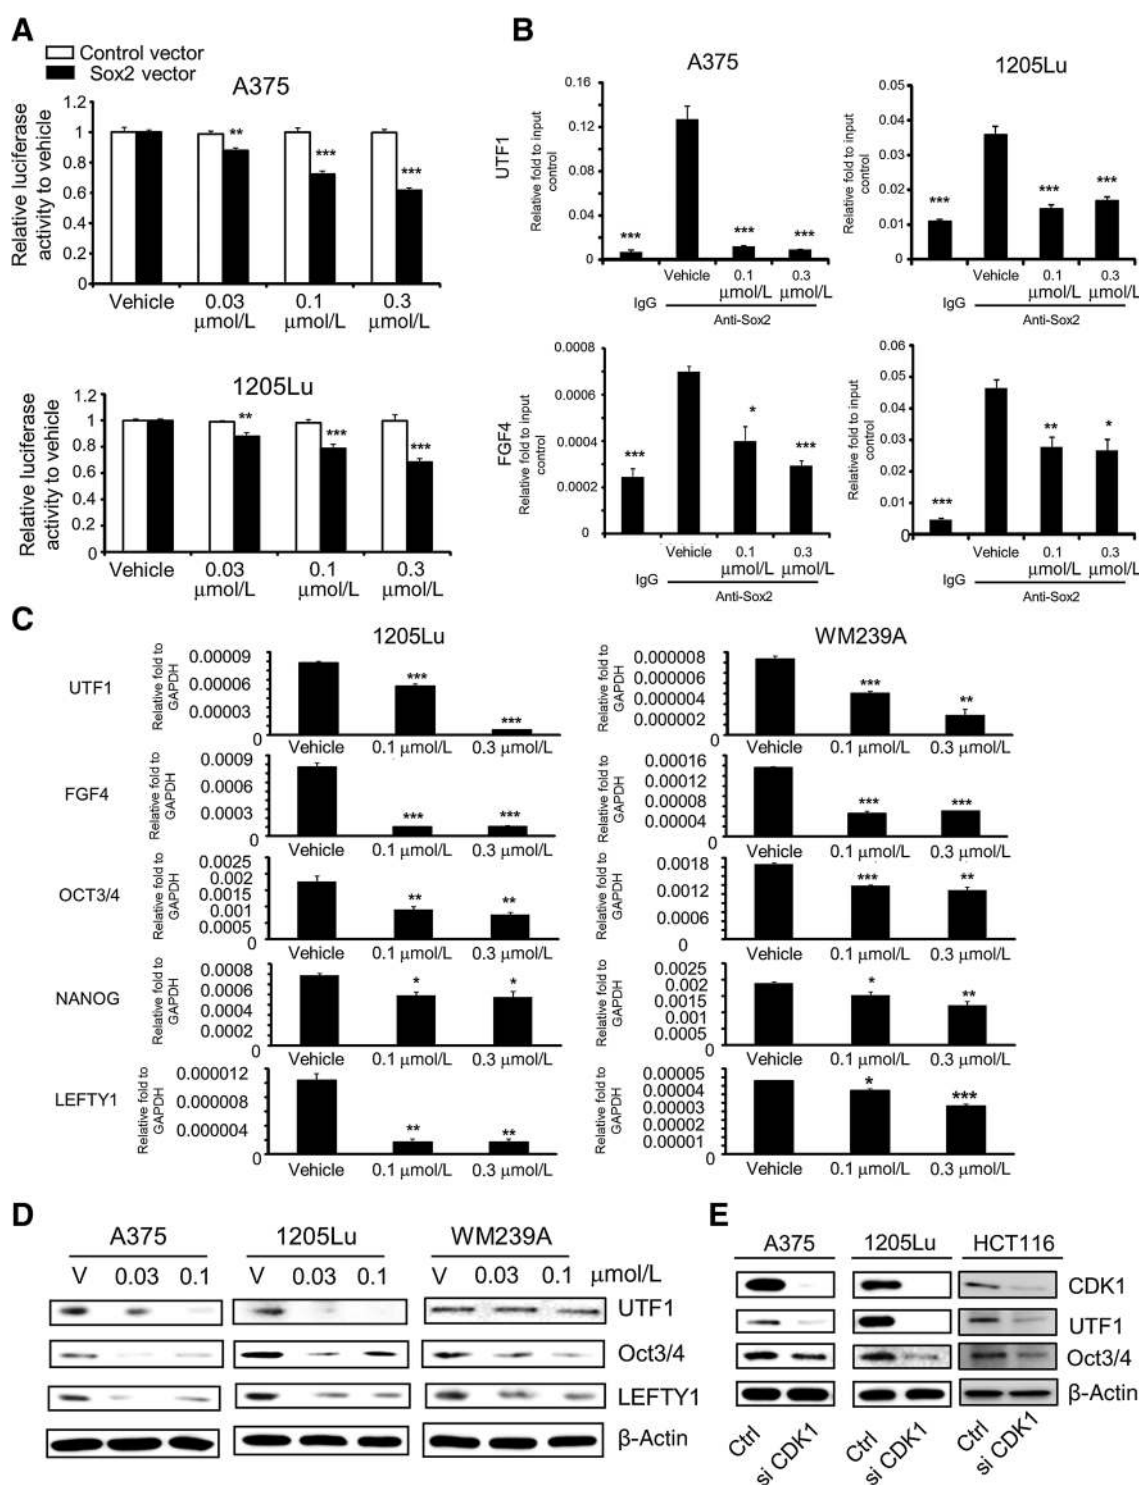 A
Control vector
Sox2 vector
A375
Relative luciferase
activity to vehicle
1.2
1
0.8
0.6
0.4
0.2
0
**
***
***
Vehicle
0.03
μmol/L
0.1
μmol/L
0.3
μmol/L
1205Lu
Relative luciferase
activity to vehicle
1.2
1
0.8
0.6
0.4
0.2
0
**
***
***
Vehicle
0.03
μmol/L
0.1
μmol/L
0.3
μmol/L
B
A375
1205Lu
UTF1
Relative fold to input
control
0.16
0.12
0.08
0.04
0
***
***
***
Vehicle
0.1
μmol/L
0.3
μmol/L
IgG
Anti-Sox2
Relative fold to input
control
0.05
0.04
0.03
0.02
0.01
0
***
***
***
Vehicle
0.1
μmol/L
0.3
μmol/L
IgG
Anti-Sox2
FGF4
Relative fold to input
control
0.0008
0.0004
0.0002
0
***
*
***
Vehicle
0.1
μmol/L
0.3
μmol/L
IgG
Anti-Sox2
Relative fold to input
control
0.06
0.05
0.04
0.03
0.02
0.01
0
***
**
*
Vehicle
0.1
μmol/L
0.3
μmol/L
IgG
Anti-Sox2
C
1205Lu
WM239A
UTF1
Relative fold to
GAPDH
0.00009
0.00006
0.00003
0
***
***
Vehicle 0.1 μmol/L 0.3 μmol/L
Relative fold to
GAPDH
0.000008
0.000006
0.000004
0.000002
0
***
**
Vehicle 0.1 μmol/L 0.3 μmol/L
FGF4
Relative fold to
GAPDH
0.0009
0.0006
0.0003
0
***
***
Vehicle 0.1 μmol/L 0.3 μmol/L
Relative fold to
GAPDH
0.00016
0.00012
0.00008
0.00004
0
***
***
Vehicle 0.1 μmol/L 0.3 μmol/L
OCT3/4
Relative fold to
GAPDH
0.0025
0.002
0.0015
0.001
0.0005
0
**
**
Vehicle 0.1 μmol/L 0.3 μmol/L
Relative fold to
GAPDH
0.0018
0.0012
0.0006
0
***
**
Vehicle 0.1 μmol/L 0.3 μmol/L
NANOG
Relative fold to
GAPDH
0.0008
0.0006
0.0004
0.0002
0
*
*
Vehicle 0.1 μmol/L 0.3 μmol/L
Relative fold to
GAPDH
0.0025
0.002
0.0015
0.001
0.0005
0
*
**
Vehicle 0.1 μmol/L 0.3 μmol/L
LEFTY1
Relative fold to
GAPDH
0.000012
0.000008
0.000004
0
**
**
Vehicle 0.1 μmol/L 0.3 μmol/L
Relative fold to
GAPDH
0.00005
0.00004
0.00003
0.00002
0.00001
0
*
***
Vehicle 0.1 μmol/L 0.3 μmol/L
D
A375 1205Lu WM239A
V 0.03 0.1 V 0.03 0.1 V 0.03 0.1 μmol/L
UTF1
Oct3/4
LEFTY1
β-Actin
E
A375 1205Lu HCT116
CDK1
UTF1
Oct3/4
β-Actin
Ctrl si CDK1 Ctrl si CDK1 Ctrl si CDK1